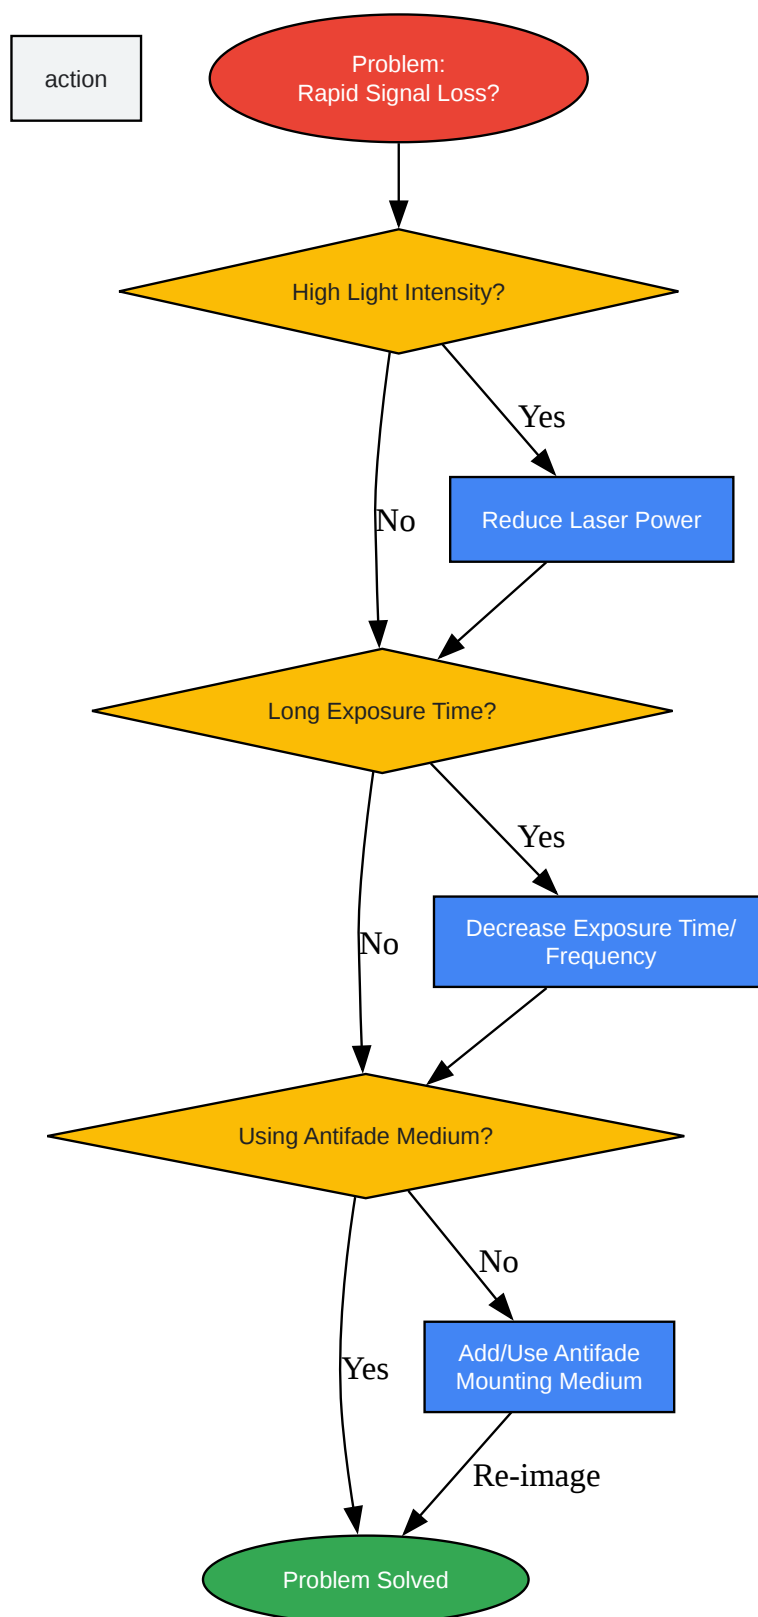 action
Problem:
Rapid Signal Loss?
High Light Intensity?
Yes
No
Reduce Laser Power
Long Exposure Time?
Yes
No
Decrease Exposure Time/
Frequency
Using Antifade Medium?
No
Yes
Add/Use Antifade
Mounting Medium
Re-image
Problem Solved